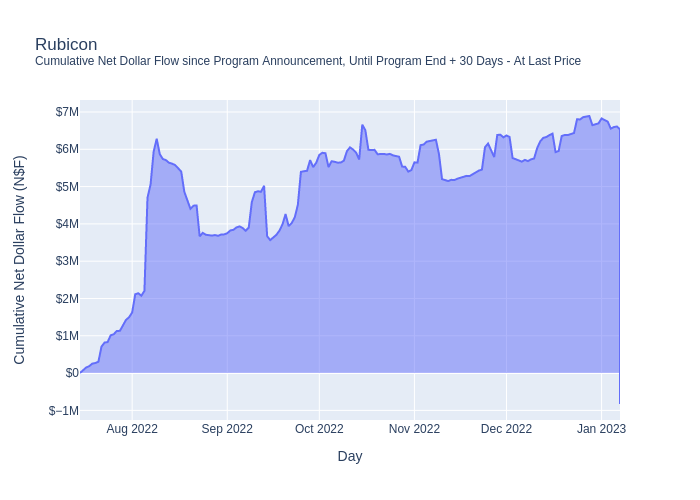 Rubicon
Cumulative Net Dollar Flow since Program Announcement, Until Program End + 30 Days - At Last Price
Cumulative Net Dollar Flow (N$F)
$7M
$6M
$5M
$4M
$3M
$2M
$1M
$0
$−1M
Aug 2022 Sep 2022 Oct 2022 Nov 2022 Dec 2022 Jan 2023
Day